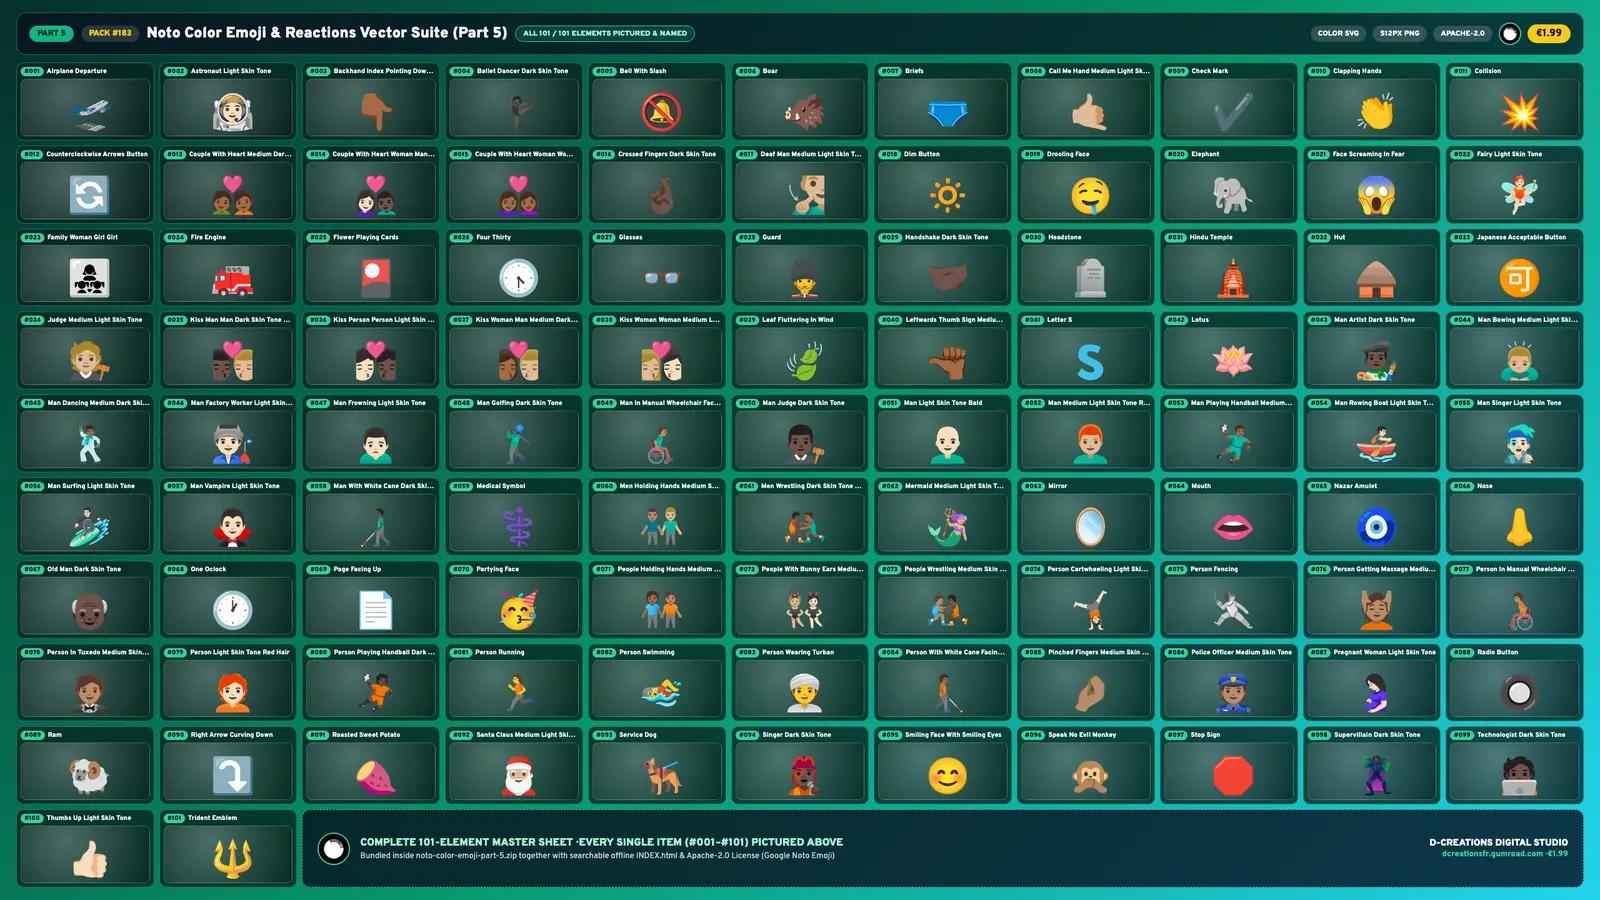 PART 5 PACK #183 Noto Color Emoji & Reactions Vector Suite (Part 5) ALL 101 / 101 ELEMENTS PICTURED & NAMED COLOR SVG 512PX PNG APACHE-2.0 €1.99
#001 Airplane Departure
#002 Astronaut Light Skin Tone
#003 Backhand Index Pointing Dow...
#004 Ballet Dancer Dark Skin Tone
#005 Bell With Slash
#006 Boar
#007 Briefs
#008 Call Me Hand Medium Light Sk...
#009 Check Mark
#010 Clapping Hands
#011 Collision
#012 Counterclockwise Arrows Button
#013 Couple With Heart Medium Dar...
#014 Couple With Heart Woman Man...
#015 Couple With Heart Woman Wo...
#016 Crossed Fingers Dark Skin Tone
#017 Deaf Man Medium Light Skin T...
#018 Dim Button
#019 Drooling Face
#020 Elephant
#021 Face Screaming In Fear
#022 Fairy Light Skin Tone
#023 Family Woman Girl Girl
#024 Fire Engine
#025 Flower Playing Cards
#026 Four Thirty
#027 Glasses
#028 Guard
#029 Handshake Dark Skin Tone
#030 Headstone
#031 Hindu Temple
#032 Hut
#033 Japanese Acceptable Button
可
#034 Judge Medium Light Skin Tone
#035 Kiss Man Man Dark Skin Tone ...
#036 Kiss Person Person Light Skin ...
#037 Kiss Woman Man Medium Dark...
#038 Kiss Woman Woman Medium L...
#039 Leaf Fluttering In Wind
#040 Leftwards Thumb Sign Mediu...
#041 Letter S
S
#042 Lotus
#043 Man Artist Dark Skin Tone
#044 Man Bowing Medium Light Ski...
#045 Man Dancing Medium Dark Ski...
#046 Man Factory Worker Light Skin...
#047 Man Frowning Light Skin Tone
#048 Man Golfing Dark Skin Tone
#049 Man In Manual Wheelchair Fac...
#050 Man Judge Dark Skin Tone
#051 Man Light Skin Tone Bald
#052 Man Medium Light Skin Tone R...
#053 Man Playing Handball Medium...
#054 Man Rowing Boat Light Skin T...
#055 Man Singer Light Skin Tone
#056 Man Surfing Light Skin Tone
#057 Man Vampire Light Skin Tone
#058 Man With White Cane Dark Ski...
#059 Medical Symbol
#060 Men Holding Hands Medium S...
#061 Men Wrestling Dark Skin Tone ...
#062 Mermaid Medium Light Skin T...
#063 Mirror
#064 Mouth
#065 Nazar Amulet
#066 Nose
#067 Old Man Dark Skin Tone
#068 One Oclock
#069 Page Facing Up
#070 Partying Face
#071 People Holding Hands Medium ...
#072 People With Bunny Ears Mediu...
#073 People Wrestling Medium Skin ...
#074 Person Cartwheeling Light Ski...
#075 Person Fencing
#076 Person Getting Massage Mediu...
#077 Person In Manual Wheelchair ...
#078 Person In Tuxedo Medium Skin...
#079 Person Light Skin Tone Red Hair
#080 Person Playing Handball Dark ...
#081 Person Running
#082 Person Swimming
#083 Person Wearing Turban
#084 Person With White Cane Facin...
#085 Pinched Fingers Medium Skin ...
#086 Police Officer Medium Skin Tone
#087 Pregnant Woman Light Skin Tone
#088 Radio Button
#089 Ram
#090 Right Arrow Curving Down
#091 Roasted Sweet Potato
#092 Santa Claus Medium Light Ski...
#093 Service Dog
#094 Singer Dark Skin Tone
#095 Smiling Face With Smiling Eyes
#096 Speak No Evil Monkey
#097 Stop Sign
#098 Supervillain Dark Skin Tone
#099 Technologist Dark Skin Tone
#100 Thumbs Up Light Skin Tone
#101 Trident Emblem
COMPLETE 101-ELEMENT MASTER SHEET · EVERY SINGLE ITEM (#001–#101) PICTURED ABOVE
Bundled inside noto-color-emoji-part-5.zip together with searchable offline INDEX.html & Apache-2.0 License (Google Noto Emoji)
D-CREATIONS DIGITAL STUDIO
dcreationsfr.gumroad.com · €1.99